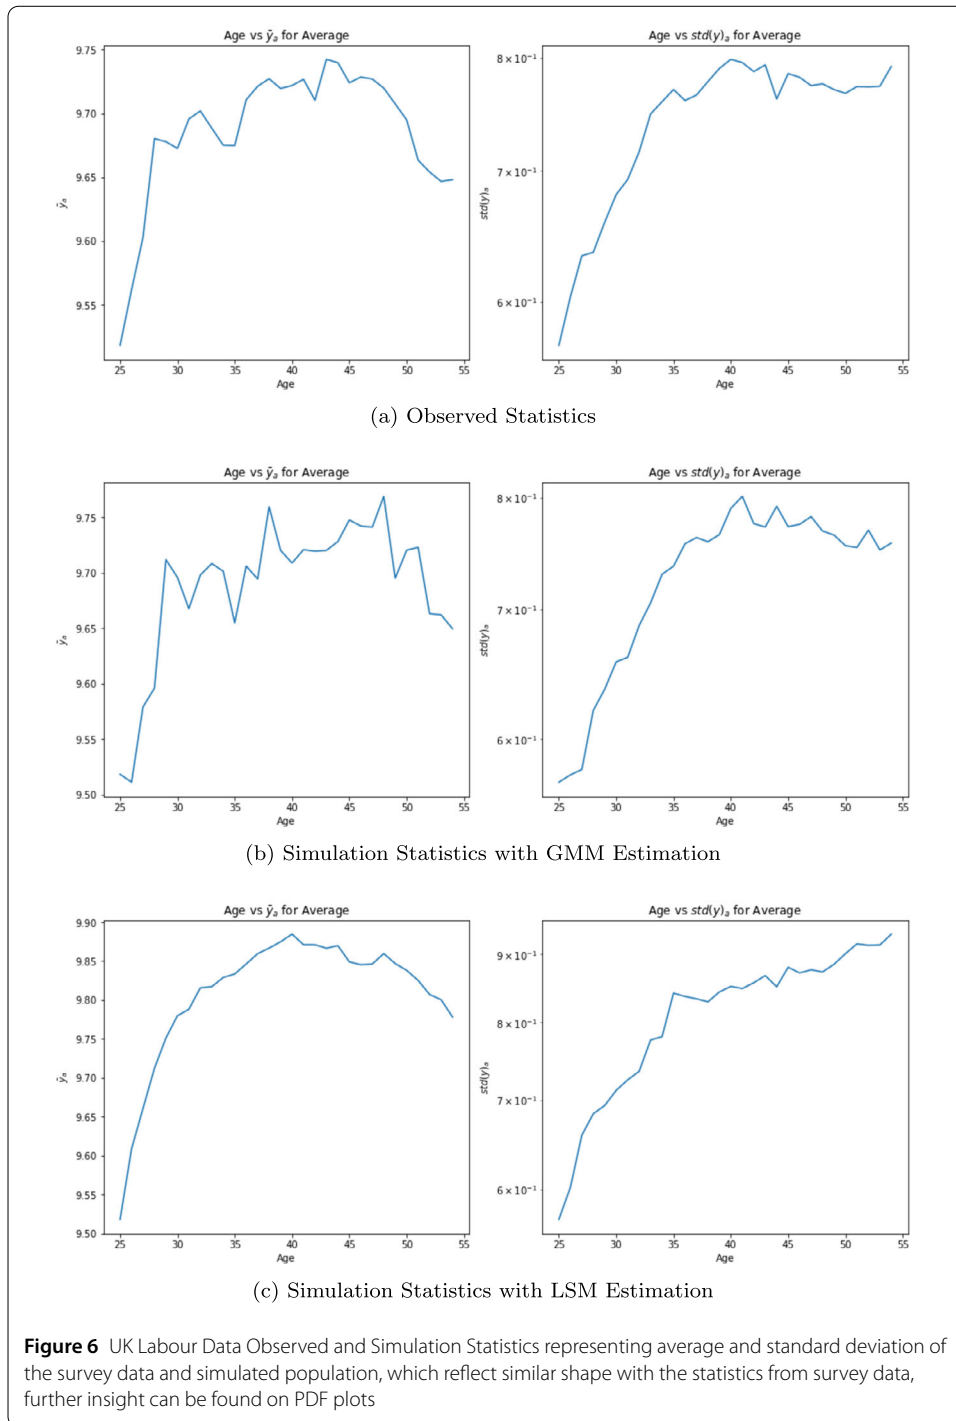 Age vs ȳₐ for Average
Age vs std(y)ₐ for Average
9.75
9.70
9.65
9.60
9.55
ȳₐ
25 30 35 40 45 50 55
Age
8 × 10⁻¹
7 × 10⁻¹
6 × 10⁻¹
std(y)ₐ
25 30 35 40 45 50 55
Age
(a) Observed Statistics
Age vs ȳₐ for Average
Age vs std(y)ₐ for Average
9.75
9.70
9.65
9.60
9.55
9.50
ȳₐ
25 30 35 40 45 50 55
Age
8 × 10⁻¹
7 × 10⁻¹
6 × 10⁻¹
std(y)ₐ
25 30 35 40 45 50 55
Age
(b) Simulation Statistics with GMM Estimation
Age vs ȳₐ for Average
Age vs std(y)ₐ for Average
9.90
9.85
9.80
9.75
9.70
9.65
9.60
9.55
9.50
ȳₐ
25 30 35 40 45 50 55
Age
9 × 10⁻¹
8 × 10⁻¹
7 × 10⁻¹
6 × 10⁻¹
std(y)ₐ
25 30 35 40 45 50 55
Age
(c) Simulation Statistics with LSM Estimation
Figure 6 UK Labour Data Observed and Simulation Statistics representing average and standard deviation of
the survey data and simulated population, which reflect similar shape with the statistics from survey data,
further insight can be found on PDF plots